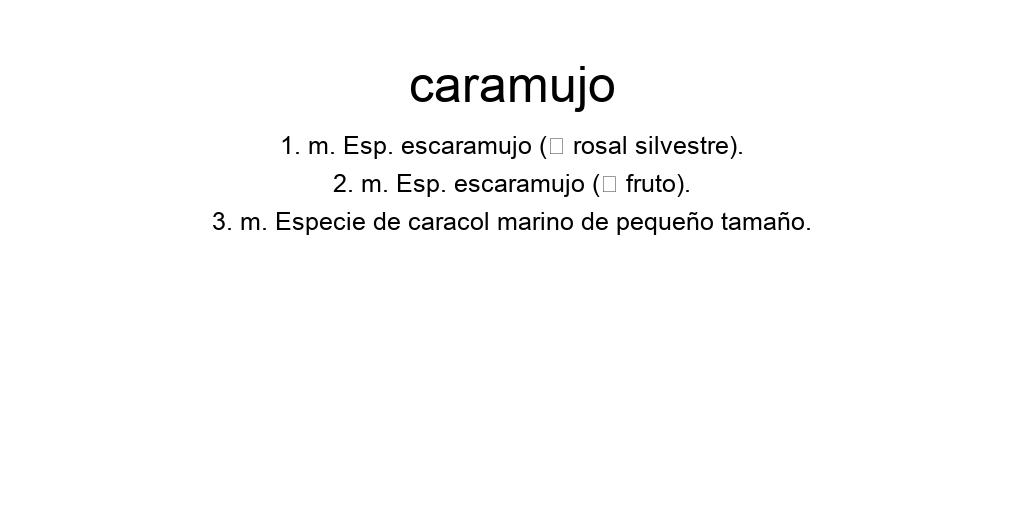 caramujo
1. m. Esp. escaramujo (□ rosal silvestre).
2. m. Esp. escaramujo (□ fruto).
3. m. Especie de caracol marino de pequeño tamaño.